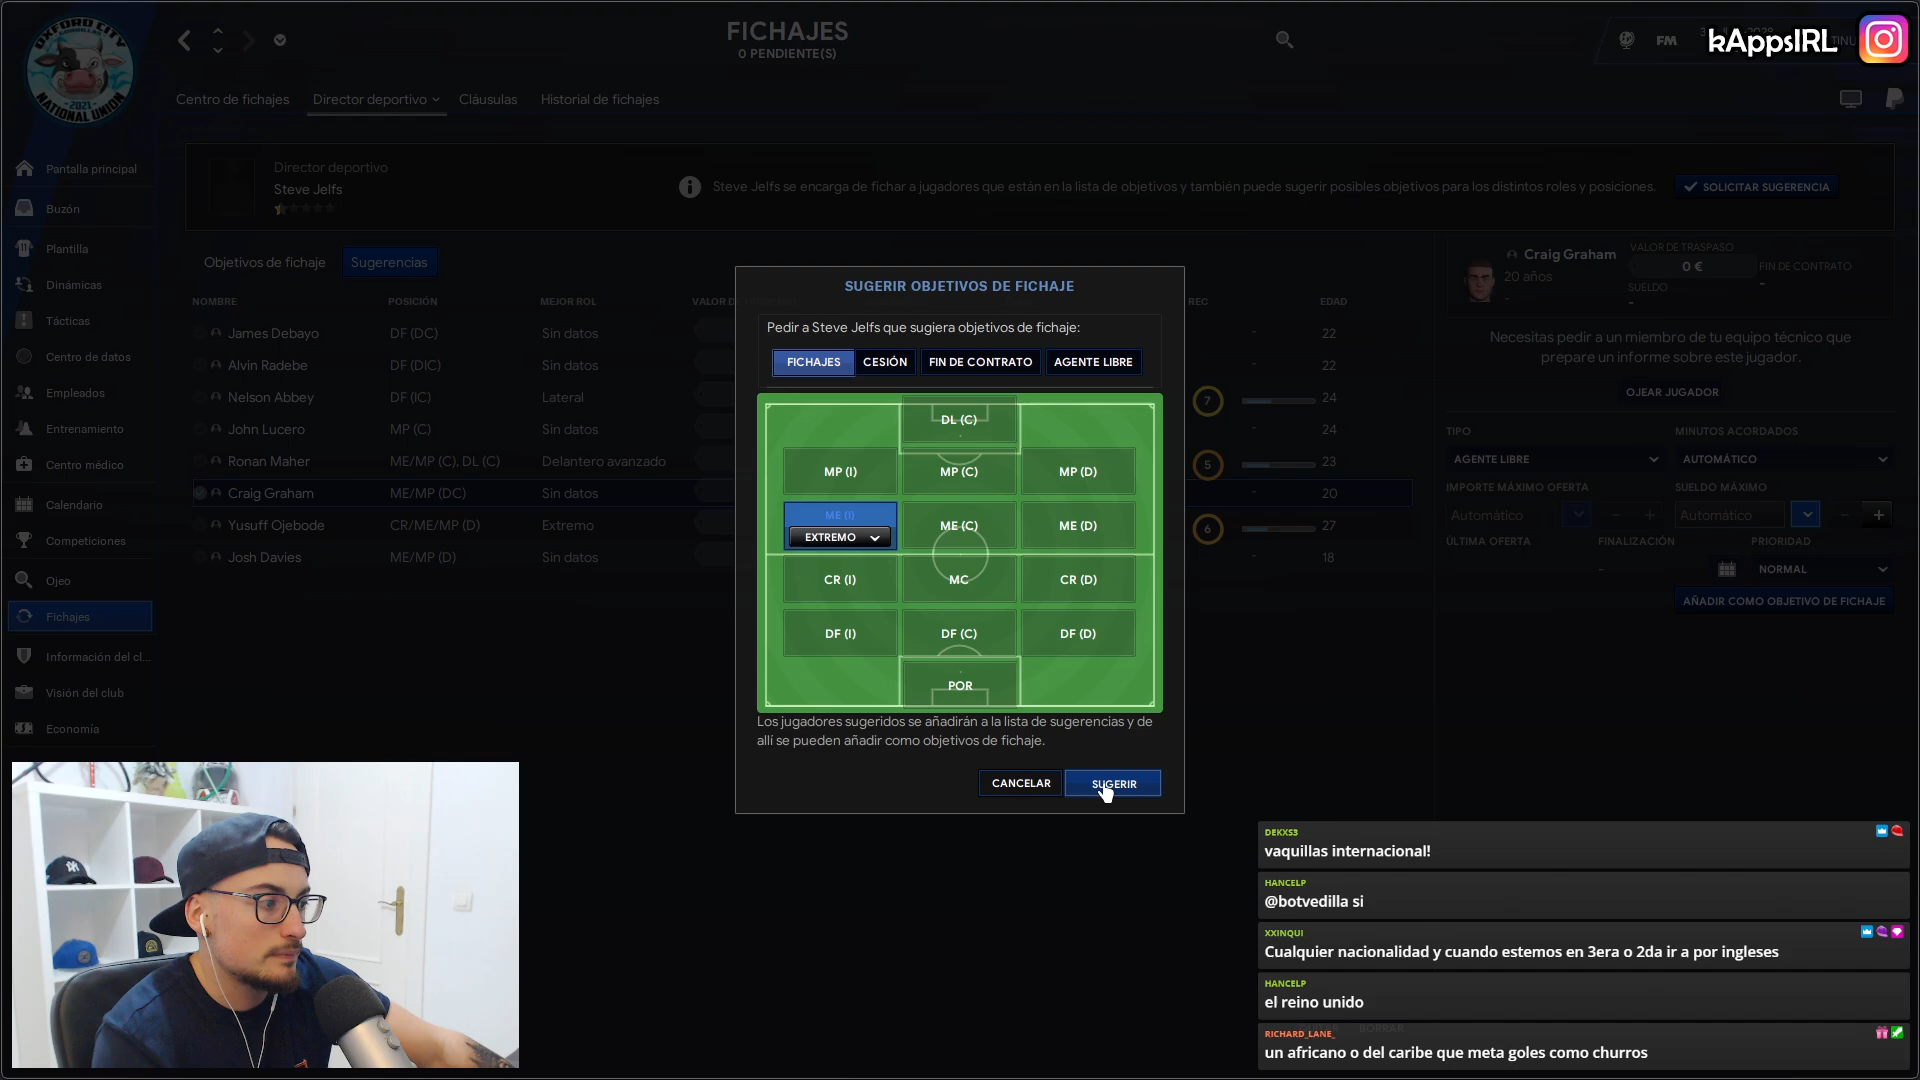 OXFORD CITY
-2021-
NATIONAL UNION
FICHAJES
0 PENDIENTE(S)
FM
kAppsIRL
Centro de fichajes
Director deportivo
Cláusulas
Historial de fichajes
Pantalla principal
Buzón
Plantilla
Dinámicas
Tácticas
Centro de datos
Empleados
Entrenamiento
Centro médico
Calendario
Competiciones
Ojeo
Fichajes
Información del cl...
Visión del club
Economía
Director deportivo
Steve Jelfs
Steve Jelfs se encarga de fichar a jugadores que están en la lista de objetivos y también puede sugerir posibles objetivos para los distintos roles y posiciones.
SOLICITAR SUGERENCIA
Objetivos de fichaje
Sugerencias
NOMBRE POSICIÓN MEJOR ROL VALOR D REC EDAD
James Debayo DF (DC) Sin datos - 22
Alvin Radebe DF (DIC) Sin datos - 22
Nelson Abbey DF (IC) Lateral 7 24
John Lucero MP (C) Sin datos - 24
Ronan Maher ME/MP (C), DL (C) Delantero avanzado 5 23
Craig Graham ME/MP (DC) Sin datos - 20
Yusuff Ojebode CR/ME/MP (D) Extremo 6 27
Josh Davies ME/MP (D) Sin datos - 18
SUGERIR OBJETIVOS DE FICHAJE
Pedir a Steve Jelfs que sugiera objetivos de fichaje:
FICHAJES CESIÓN FIN DE CONTRATO AGENTE LIBRE
DL (C)
MP (I) MP (C) MP (D)
ME (I) ME (C) ME (D)
EXTREMO
CR (I) MC CR (D)
DF (I) DF (C) DF (D)
POR
Los jugadores sugeridos se añadirán a la lista de sugerencias y de
allí se pueden añadir como objetivos de fichaje.
CANCELAR SUGERIR
Craig Graham
20 años
-
VALOR DE TRASPASO
0 €
SUELDO
-
FIN DE CONTRATO
-
Necesitas pedir a un miembro de tu equipo técnico que
prepare un informe sobre este jugador.
OJEAR JUGADOR
TIPO MINUTOS ACORDADOS
AGENTE LIBRE AUTOMÁTICO
IMPORTE MÁXIMO OFERTA SUELDO MÁXIMO
Automático Automático
ÚLTIMA OFERTA FINALIZACIÓN PRIORIDAD
- NORMAL
AÑADIR COMO OBJETIVO DE FICHAJE
DEKXS3
vaquillas internacional!
HANCELP
@botvedilla si
XXINQUI
Cualquier nacionalidad y cuando estemos en 3era o 2da ir a por ingleses
HANCELP
el reino unido
BORRAR
RICHARD_LANE_
un africano o del caribe que meta goles como churros